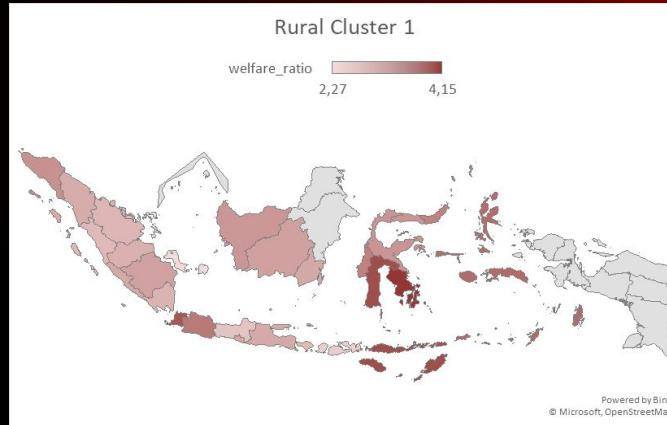 Rural Cluster 1
welfare_ratio
2,27 4,15
Powered by Bin
© Microsoft, OpenStreetMa